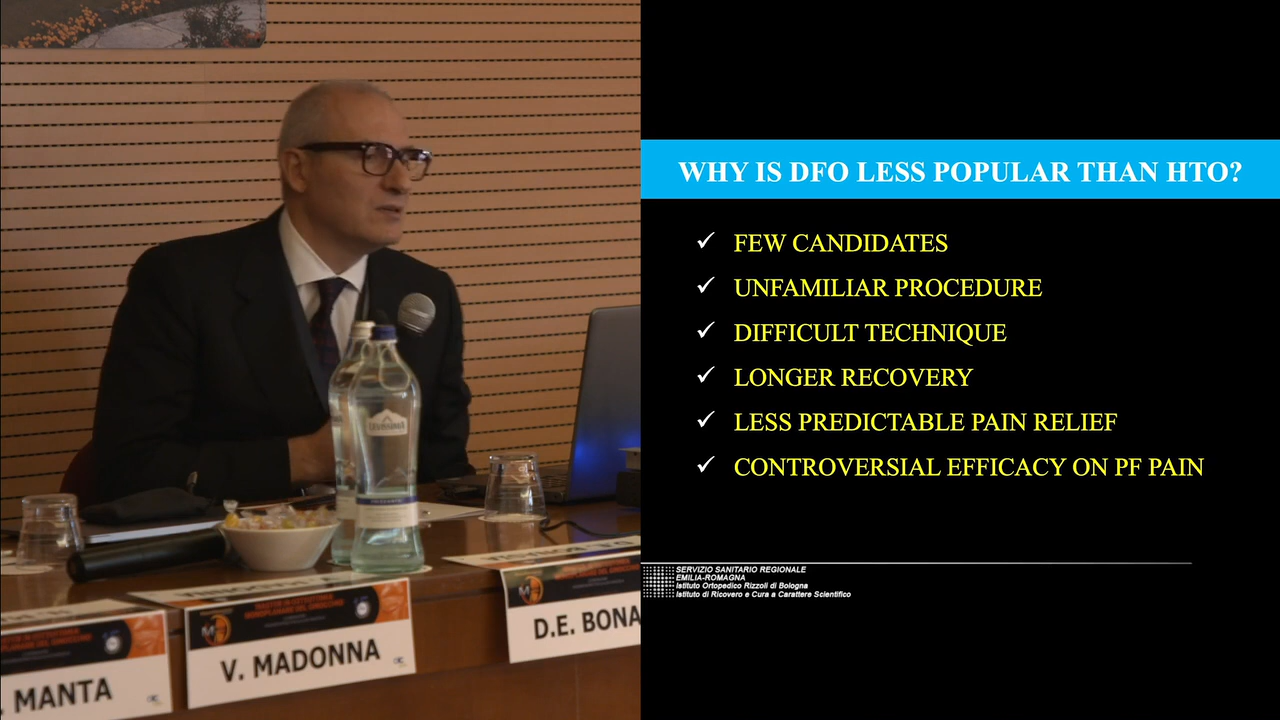 WHY IS DFO LESS POPULAR THAN HTO?
✓ FEW CANDIDATES
✓ UNFAMILIAR PROCEDURE
✓ DIFFICULT TECHNIQUE
✓ LONGER RECOVERY
✓ LESS PREDICTABLE PAIN RELIEF
✓ CONTROVERSIAL EFFICACY ON PF PAIN
SERVIZIO SANITARIO REGIONALE
EMILIA-ROMAGNA
Istituto Ortopedico Rizzoli di Bologna
Istituto di Ricovero e Cura a Carattere Scientifico
MANTA
V. MADONNA
D.E. BONA